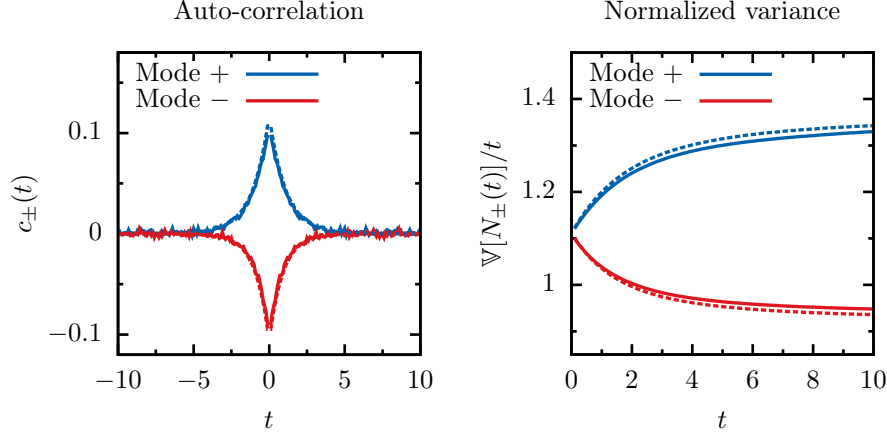 Auto-correlation
Mode +
Mode −
0.1
0
−0.1
c±(t)
−10
−5
0
5
10
t
Normalized variance
Mode +
Mode −
1.4
1.2
1
𝕍[N±(t)]/t
0
2
4
6
8
10
t